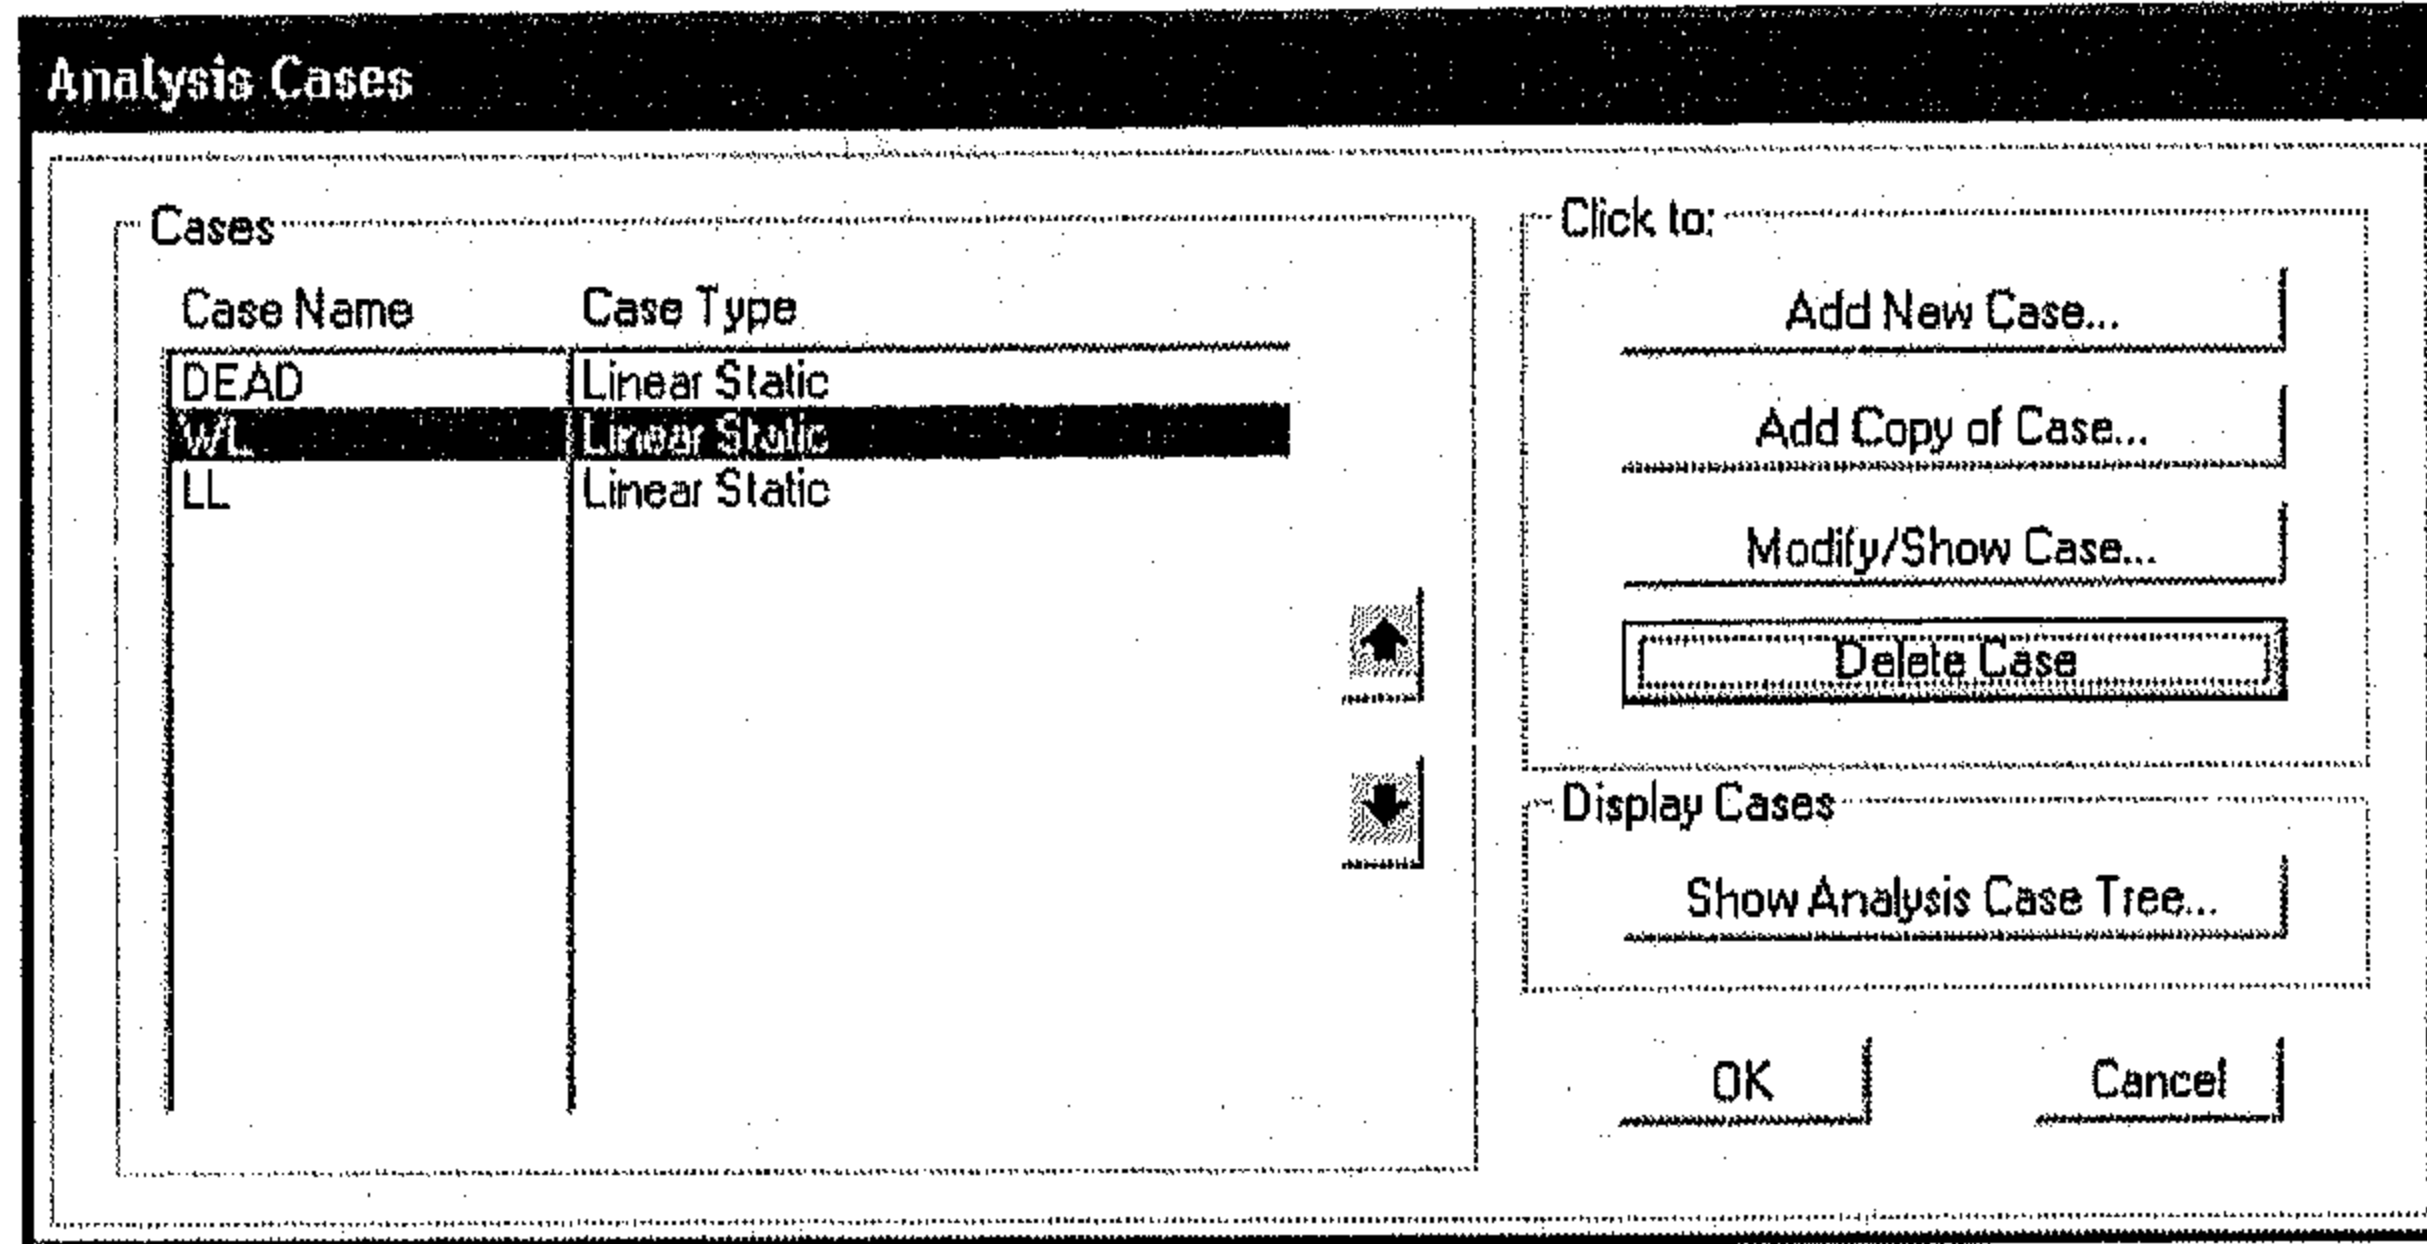 Analysis Cases
Cases
Case Name Case Type
DEAD Linear Static
WL Linear Static
LL Linear Static
Click to:
Add New Case...
Add Copy of Case...
Modify/Show Case...
Delete Case
Display Cases
Show Analysis Case Tree...
OK Cancel